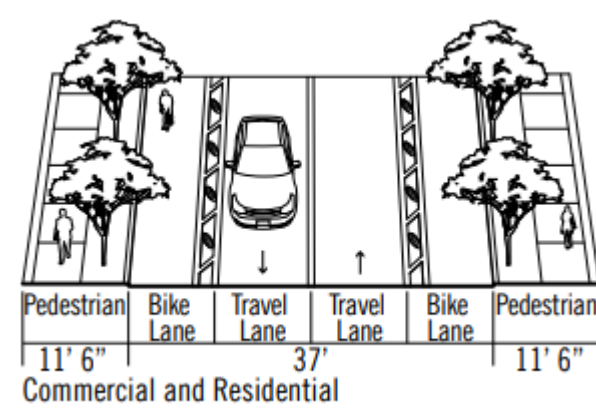 Pedestrian Bike Lane Travel Lane Travel Lane Bike Lane Pedestrian
11' 6” 37' 11' 6”
Commercial and Residential